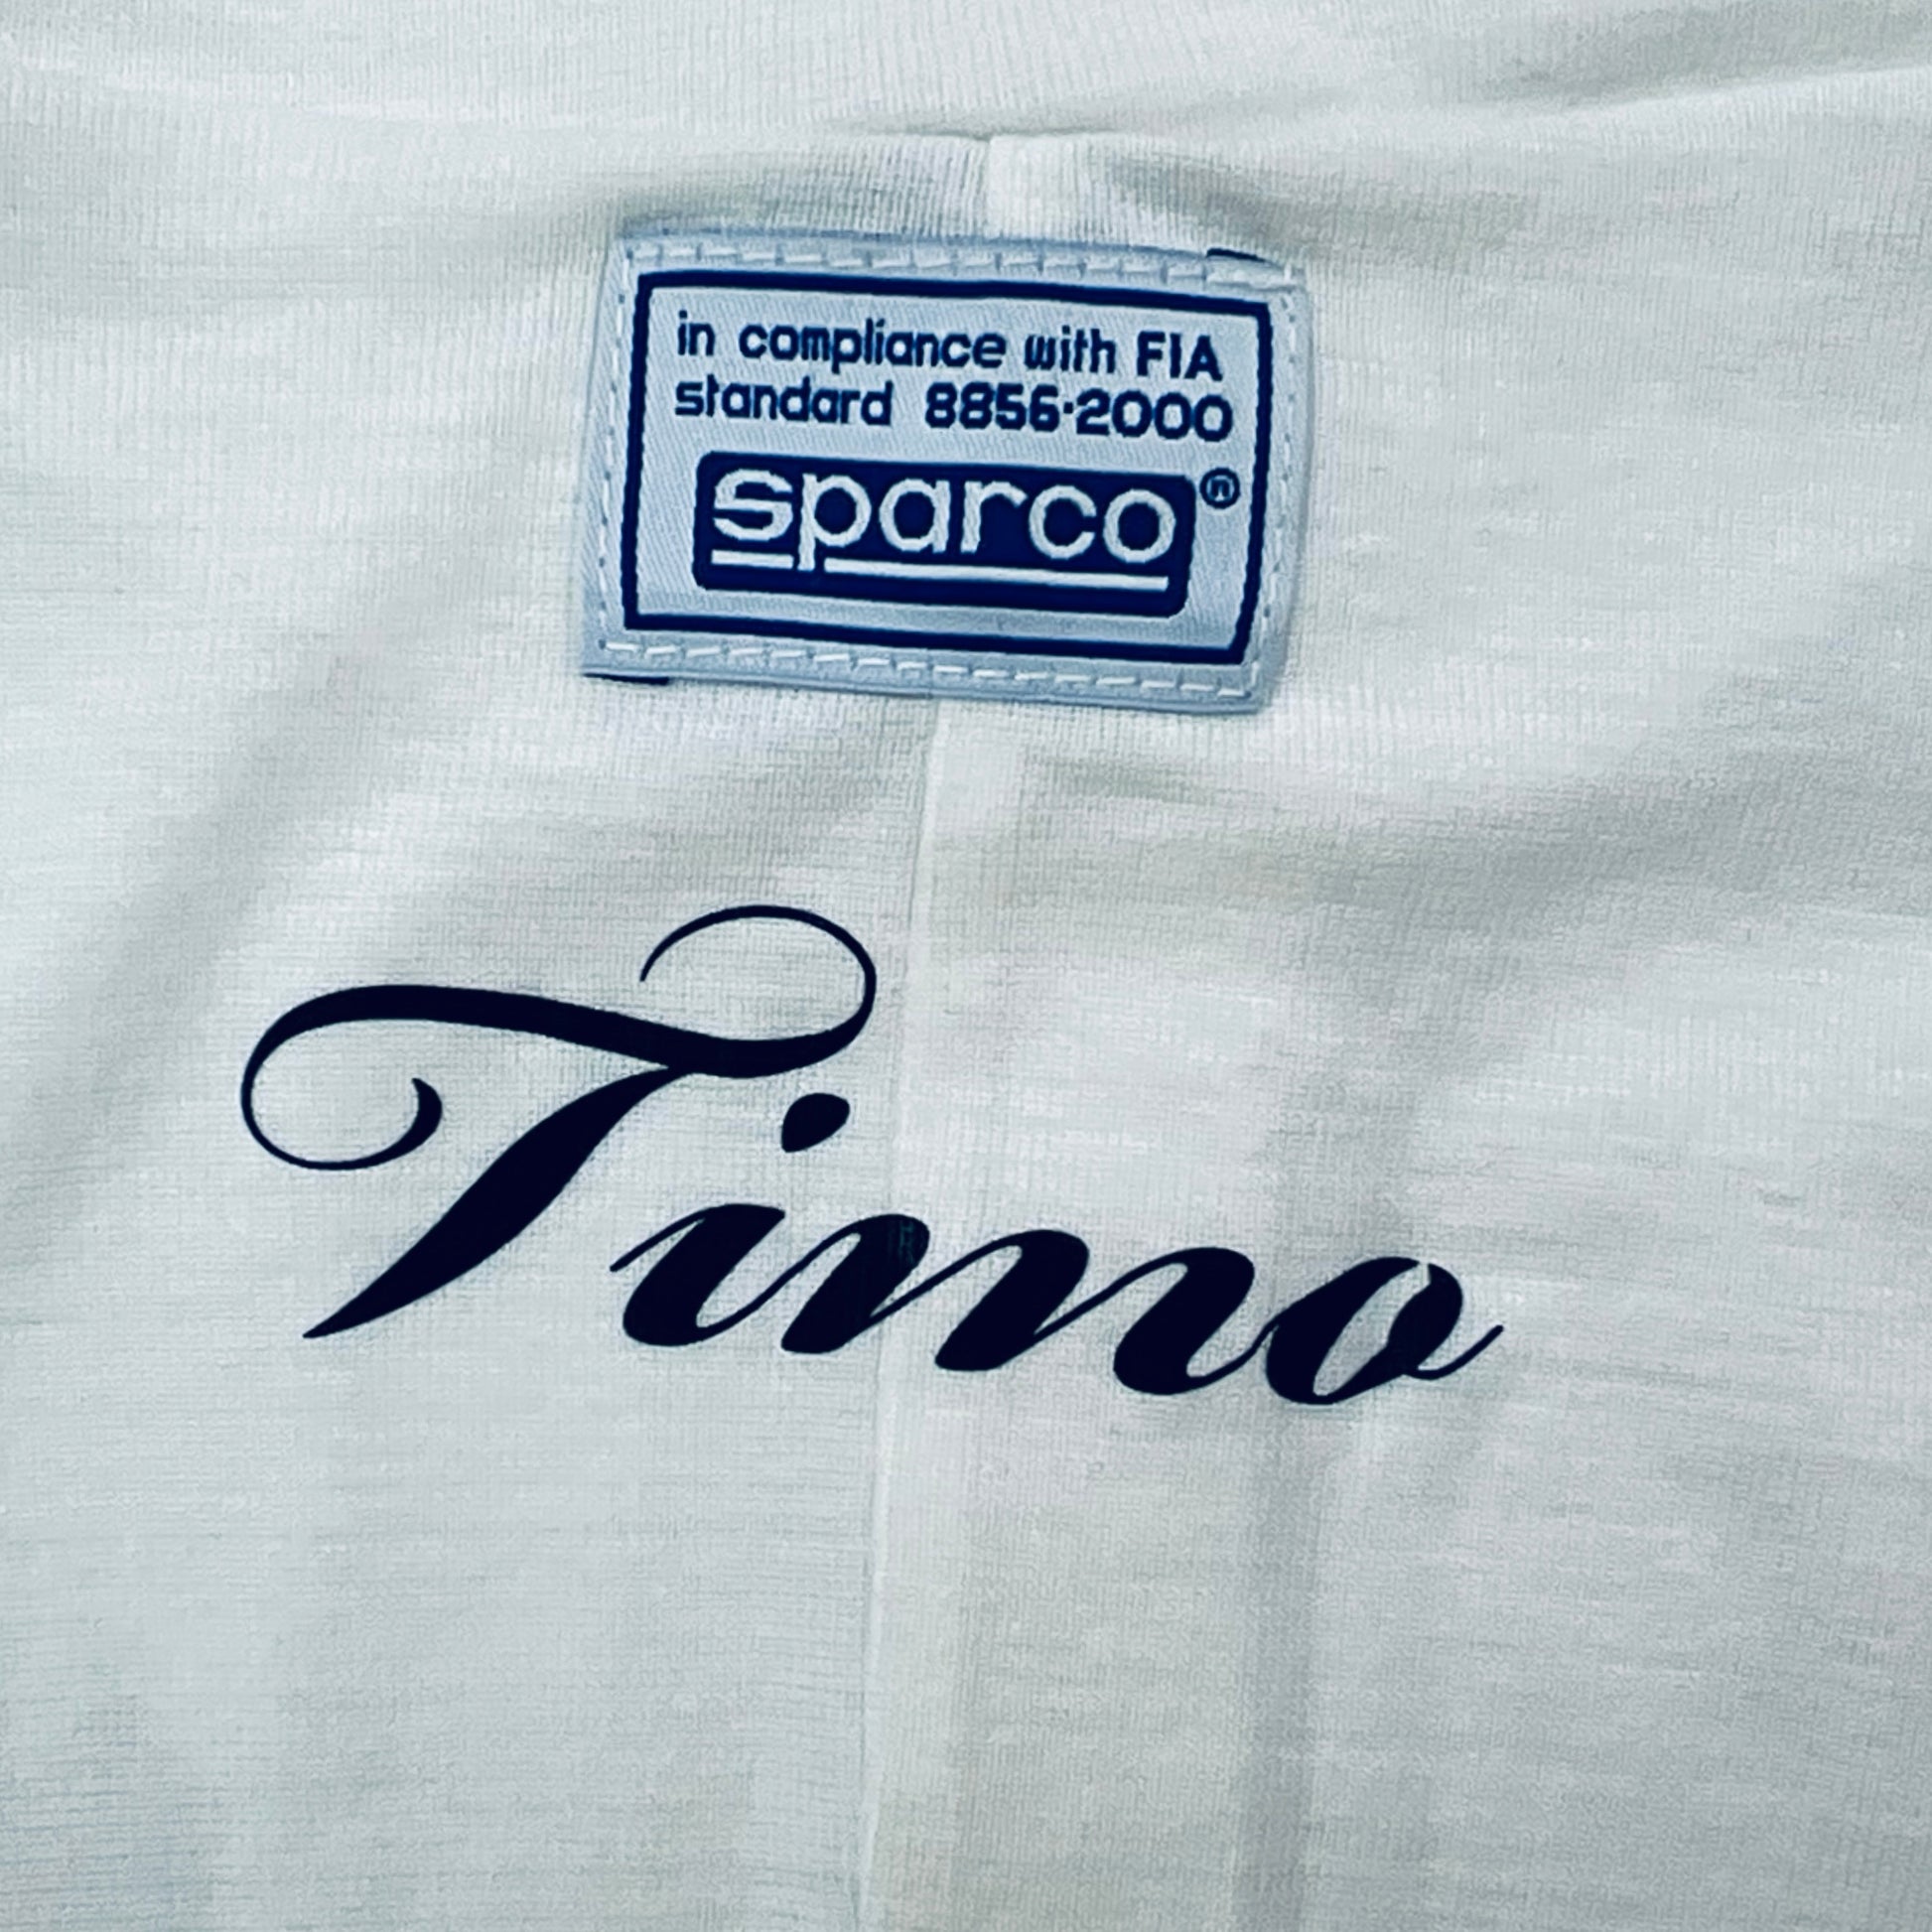 in compliance with FIA
standard 8856-2000
sparco®
Timo